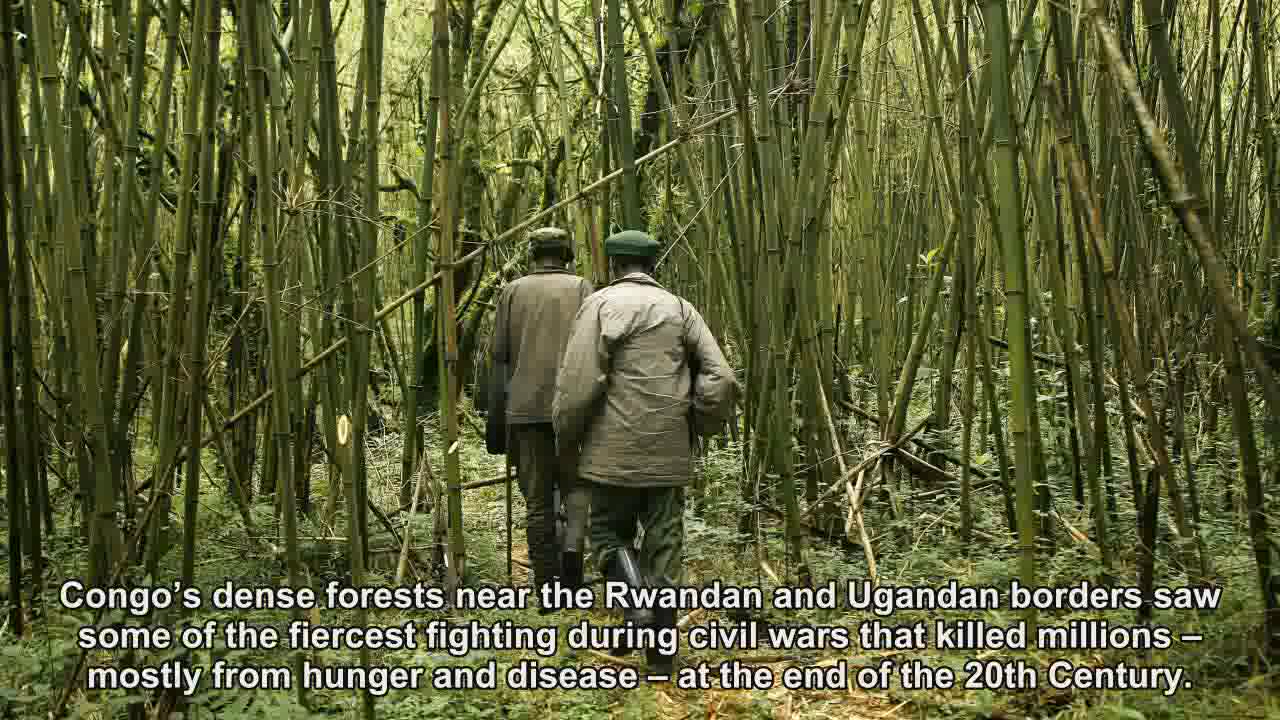 Congo’s dense forests near the Rwandan and Ugandan borders saw
some of the fiercest fighting during civil wars that killed millions –
mostly from hunger and disease – at the end of the 20th Century.